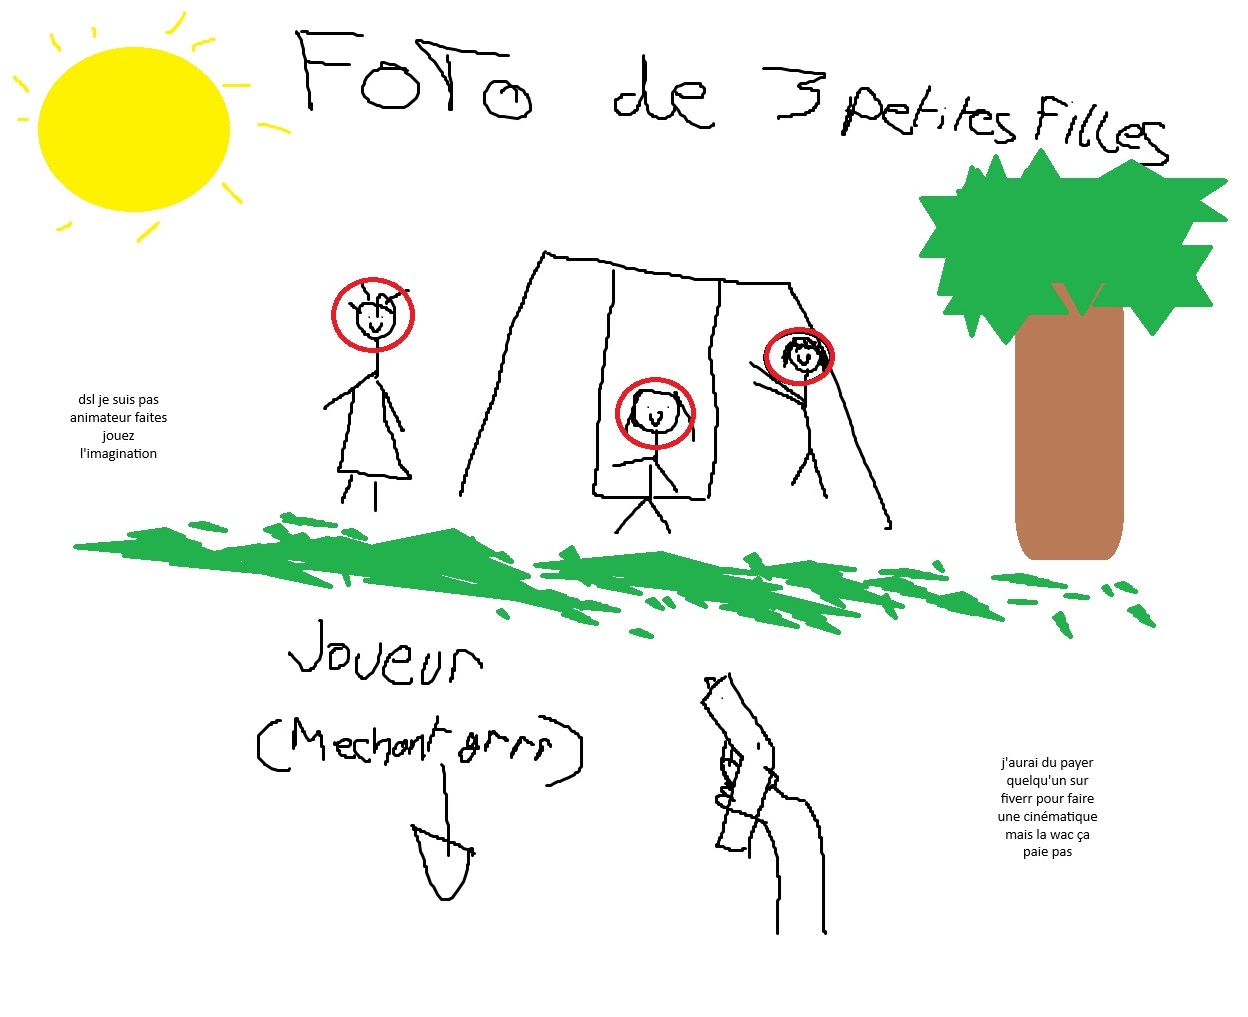 FoTo de 3 petites filles
dsl je suis pas
animateur faites
jouez
l'imagination
Joueur
(Mechant grrr)
j'aurai du payer
quelqu'un sur
fiverr pour faire
une cinématique
mais la wac ça
paie pas